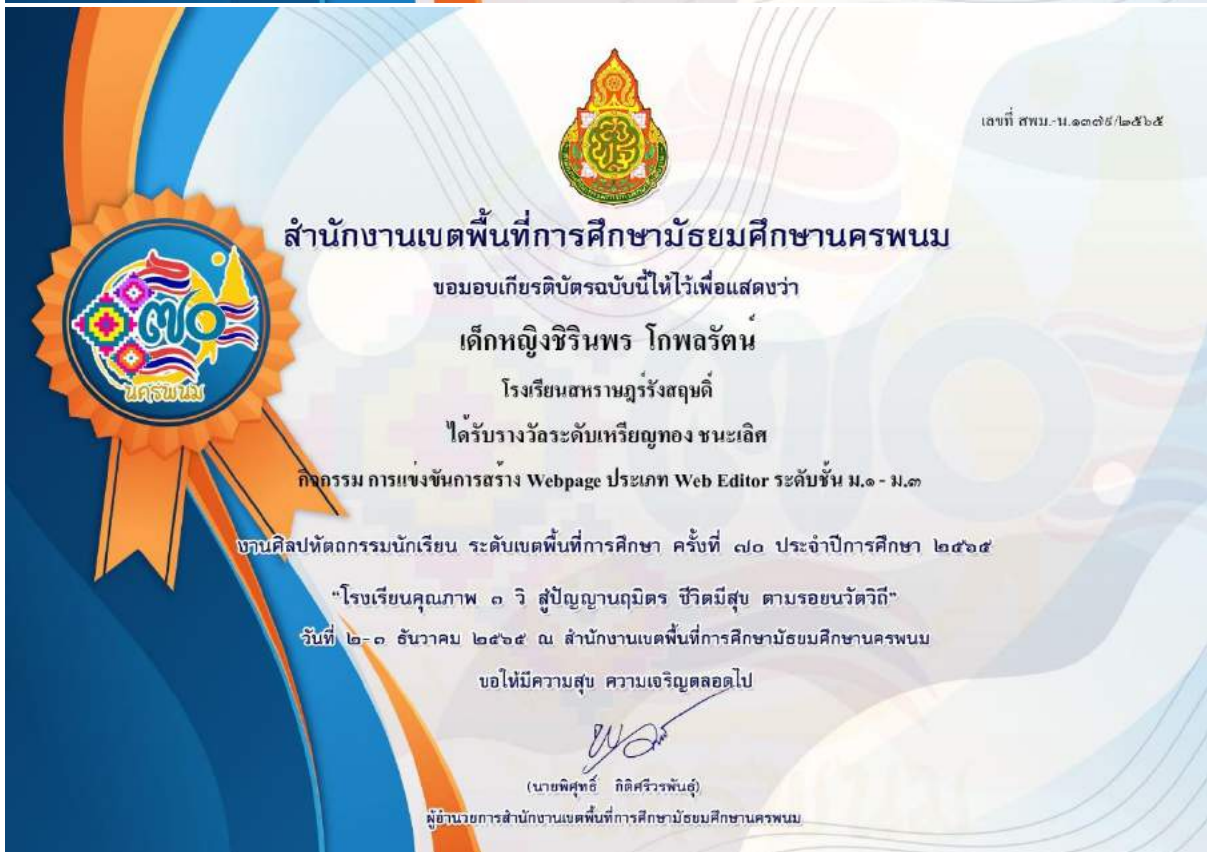 เลขที่ สพม.-น.๑๓๗๙/๒๕๖๕
สำนักงานเขตพื้นที่การศึกษามัธยมศึกษานครพนม
ขอมอบเกียรติบัตรฉบับนี้ให้ไว้เพื่อแสดงว่า
เด็กหญิงชิรินพร โกพลรัตน์
โรงเรียนสหราษฎร์รังสฤษดิ์
ได้รับรางวัลระดับเหรียญทอง ชนะเลิศ
กิจกรรม การแข่งขันการสร้าง Webpage ประเภท Web Editor ระดับชั้น ม.๑ - ม.๓
งานศิลปหัตถกรรมนักเรียน ระดับเขตพื้นที่การศึกษา ครั้งที่ ๗๐ ประจำปีการศึกษา ๒๕๖๕
"โรงเรียนคุณภาพ ๓ วิ สู่ปัญญานฤมิตร ชีวิตมีสุข ตามรอยนวัตวิถี"
วันที่ ๒-๓ ธันวาคม ๒๕๖๕ ณ สำนักงานเขตพื้นที่การศึกษามัธยมศึกษานครพนม
ขอให้มีความสุข ความเจริญตลอดไป
(นายพิศุทธิ์ กิติศรีวรพันธุ์)
ผู้อำนวยการสำนักงานเขตพื้นที่การศึกษามัธยมศึกษานครพนม
๗๐
นครพนม